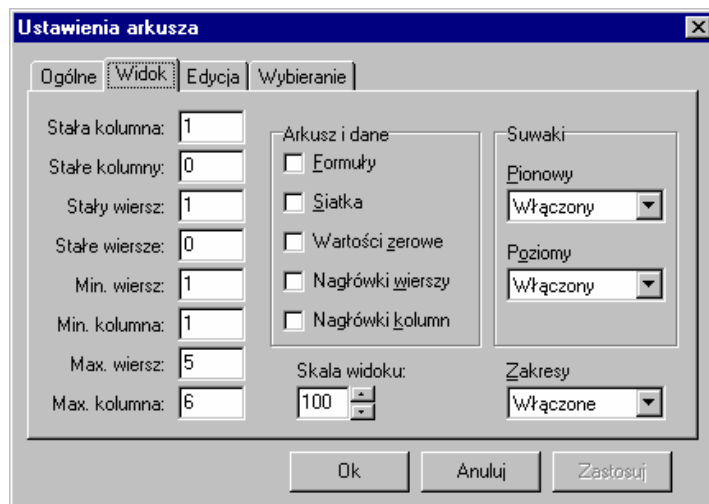 Ustawienia arkusza
Ogólne Widok Edycja Wybieranie
Stała kolumna: 1
Stałe kolumny: 0
Stały wiersz: 1
Stałe wiersze: 0
Min. wiersz: 1
Min. kolumna: 1
Max. wiersz: 5
Max. kolumna: 6
Arkusz i dane
Formuły
Siatka
Wartości zerowe
Nagłówki wierszy
Nagłówki kolumn
Skala widoku:
100
Suwaki
Pionowy
Włączony
Poziomy
Włączony
Zakresy
Włączone
Ok Anuluj Zastosuj